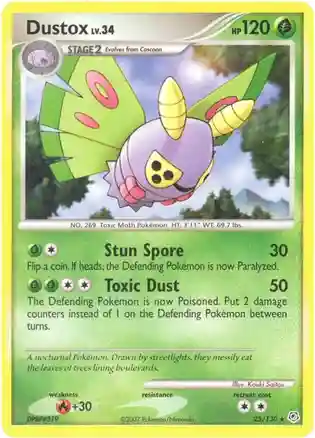 Dustox LV.34 HP 120
STAGE2 Evolves from Cascoon
NO. 269 Toxic Moth Pokémon HT: 3'11" WT: 69.7 lbs.
Stun Spore 30
Flip a coin. If heads, the Defending Pokémon is now Paralyzed.
Toxic Dust 50
The Defending Pokémon is now Poisoned. Put 2 damage
counters instead of 1 on the Defending Pokémon between
turns.
A nocturnal Pokémon. Drawn by streetlights, they messily eat
the leaves of trees lining boulevards.
Illus. Kouki Saitou
weakness resistance retreat cost
+30
©2007 Pokémon/Nintendo 25/130 ★